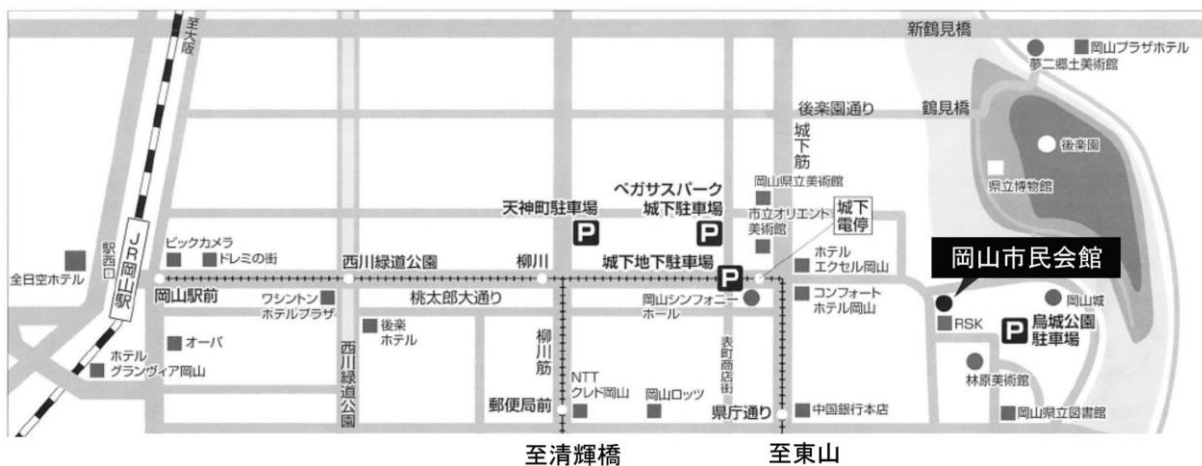 新鶴見橋
岡山プラザホテル
夢二郷土美術館
至大阪
後楽園通り
鶴見橋
城下筋
後楽園
県立博物館
岡山県立美術館
ペガサスパーク
城下駐車場
天神町駐車場
P
P
市立オリエント
美術館
城下
電停
岡山市民会館
ビックカメラ
ドレミの街
駅西口
JR岡山駅
全日空ホテル
西川緑道公園
柳川
城下地下駐車場
P
ホテル
エクセル岡山
岡山駅前
ワシントン
ホテルプラザ
桃太郎大通り
岡山シンフォニー
ホール
コンフォート
ホテル岡山
RSK
P
烏城公園
駐車場
岡山城
オーパ
後楽
ホテル
西川緑道公園
柳川筋
表町商店街
林原美術館
ホテル
グランヴィア岡山
NTT
クレド岡山
岡山ロッツ
郵便局前
県庁通り
中国銀行本店
岡山県立図書館
至清輝橋
至東山